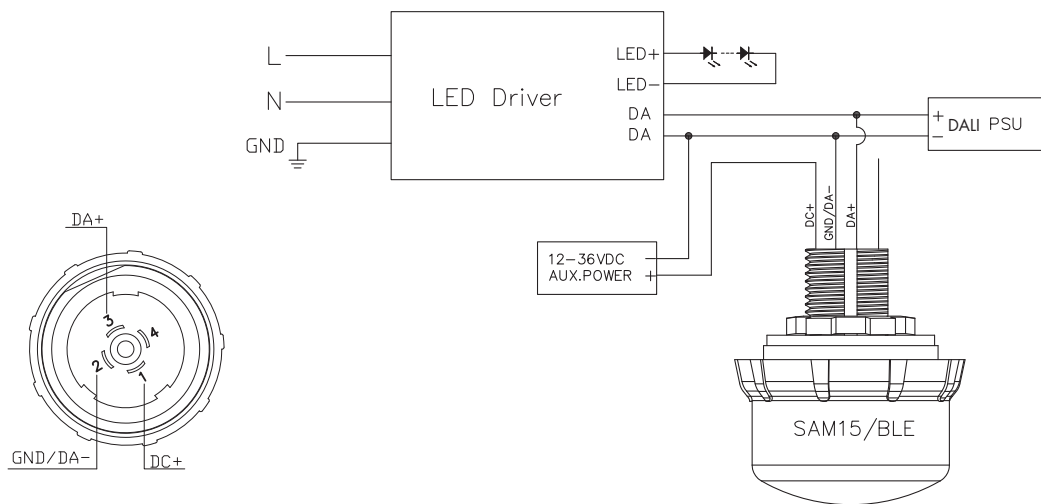 L
N
GND
LED Driver
LED+
LED-
DA
DA
+
-
DALI PSU
12-36VDC
AUX.POWER
-
+
DC+
GND/DA-
DA+
SAM15/BLE
DA+
3
4
2
1
GND/DA-
DC+